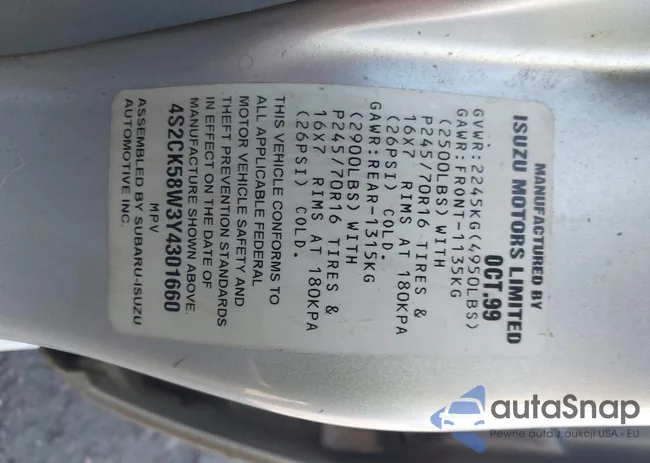 MANUFACTURED BY
ISUZU MOTORS LIMITED
OCT.99
GVWR:2245KG(4950LBS)
GAWR:FRONT-1135KG
(2500LBS) WITH
P245/70R16 TIRES &
16X7 RIMS AT 180KPA
(26PSI) COLD.
GAWR:REAR-1315KG
(2900LBS) WITH
P245/70R16 TIRES &
16X7 RIMS AT 180KPA
(26PSI) COLD.
THIS VEHICLE CONFORMS TO
ALL APPLICABLE FEDERAL
MOTOR VEHICLE SAFETY AND
THEFT PREVENTION STANDARDS
IN EFFECT ON THE DATE OF
MANUFACTURE SHOWN ABOVE.
4S2CK58W3Y4301660
MPV
ASSEMBLED BY SUBARU-ISUZU
AUTOMOTIVE INC.
autaSnap
Pewne auta z aukcji USA i EU